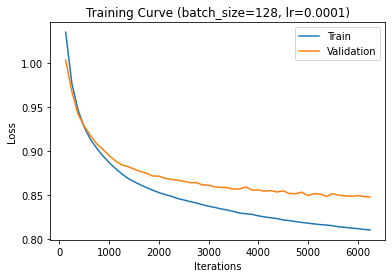 Training Curve (batch_size=128, lr=0.0001)
Train
Validation
1.00
0.95
0.90
0.85
0.80
Loss
0
1000
2000
3000
4000
5000
6000
Iterations